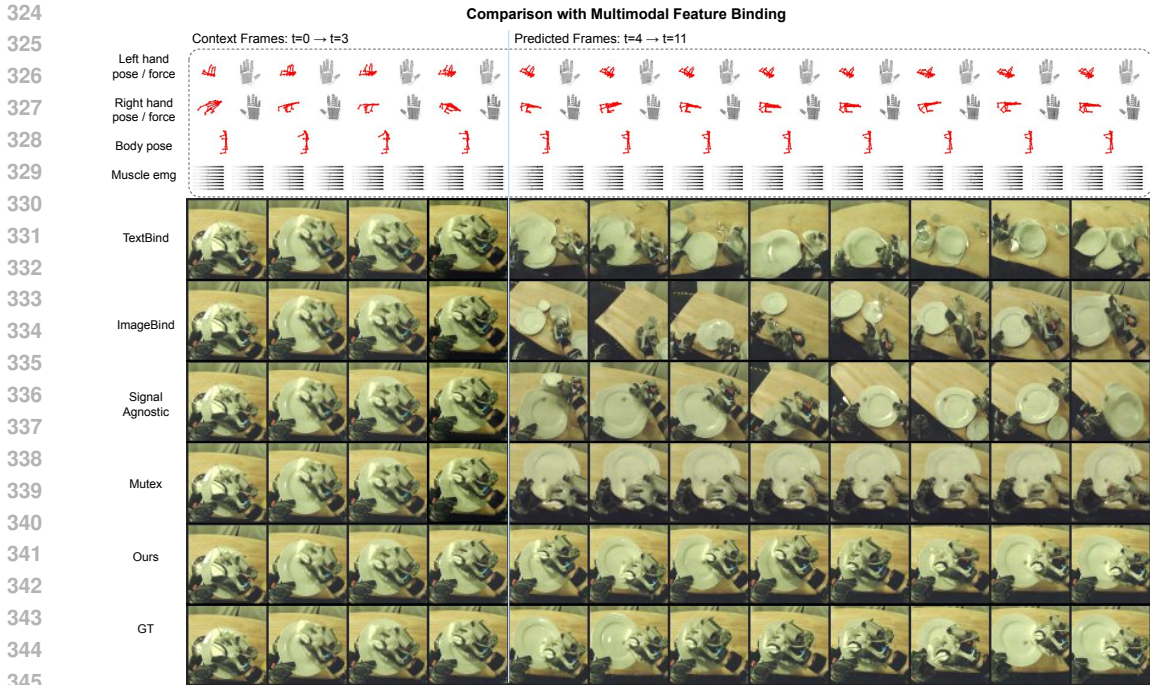 324
Comparison with Multimodal Feature Binding
325
Context Frames: t=0 → t=3
Predicted Frames: t=4 → t=11
326
Left hand
pose / force
327
Right hand
pose / force
328
Body pose
329
Muscle emg
330
331
TextBind
332
333
334
ImageBind
335
336
Signal
Agnostic
337
338
339
Mutex
340
341
Ours
342
343
GT
344
345